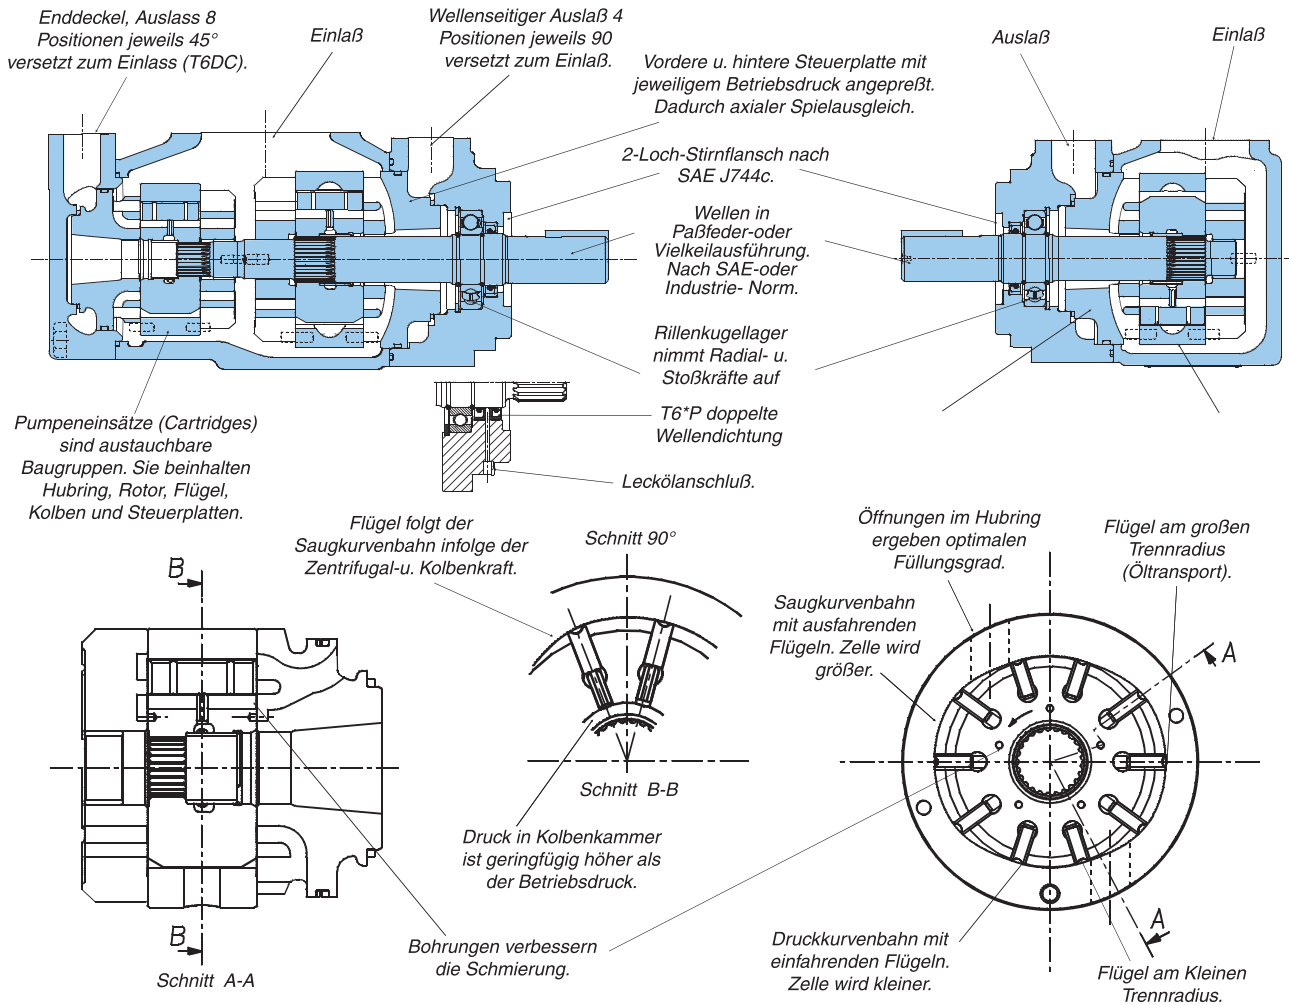 Enddeckel, Auslass 8
Positionen jeweils 45°
versetzt zum Einlass (T6DC).
Einlaß
Wellenseitiger Auslaß 4
Positionen jeweils 90
versetzt zum Einlaß.
Vordere u. hintere Steuerplatte mit
jeweiligem Betriebsdruck angepreßt.
Dadurch axialer Spielausgleich.
Auslaß
Einlaß
2-Loch-Stirnflansch nach
SAE J744c.
Wellen in
Paßfeder-oder
Vielkeilausführung.
Nach SAE-oder
Industrie- Norm.
Rillenkugellager
nimmt Radial- u.
Stoßkräfte auf
T6*P doppelte
Wellendichtung
Leckölanschluß.
Pumpeneinsätze (Cartridges)
sind austauchbare
Baugruppen. Sie beinhalten
Hubring, Rotor, Flügel,
Kolben und Steuerplatten.
Flügel folgt der
Saugkurvenbahn infolge der
Zentrifugal-u. Kolbenkraft.
Schnitt 90°
Öffnungen im Hubring
ergeben optimalen
Füllungsgrad.
Flügel am großen
Trennradius
(Öltransport).
Saugkurvenbahn
mit ausfahrenden
Flügeln. Zelle wird
größer.
B
A
Schnitt B-B
Druck in Kolbenkammer
ist geringfügig höher als
der Betriebsdruck.
B
A
Bohrungen verbessern
die Schmierung.
Schnitt A-A
Druckkurvenbahn mit
einfahrenden Flügeln.
Zelle wird kleiner.
Flügel am Kleinen
Trennradius.